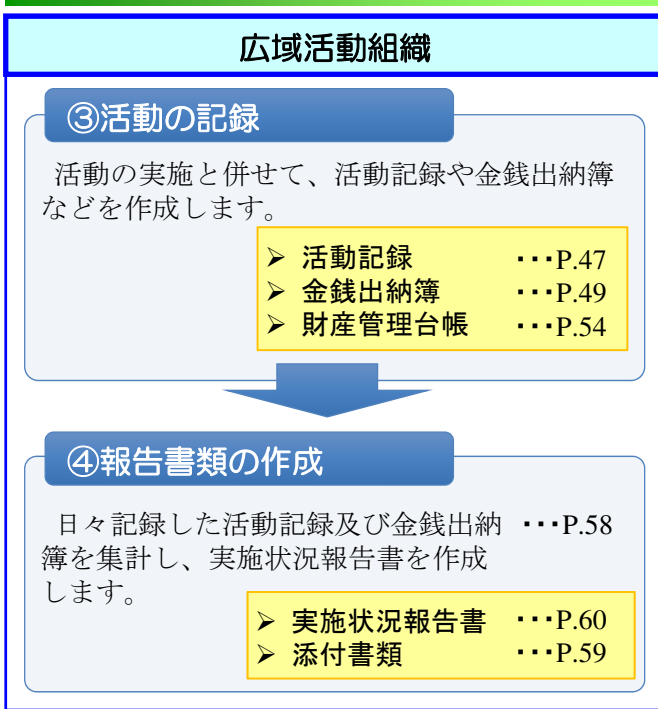 広域活動組織
③活動の記録
活動の実施と併せて、活動記録や金銭出納簿
などを作成します。
➢ 活動記録 ・・・P.47
➢ 金銭出納簿 ・・・P.49
➢ 財産管理台帳 ・・・P.54
④報告書類の作成
日々記録した活動記録及び金銭出納 ・・・P.58
簿を集計し、実施状況報告書を作成
します。
➢ 実施状況報告書 ・・・P.60
➢ 添付書類 ・・・P.59